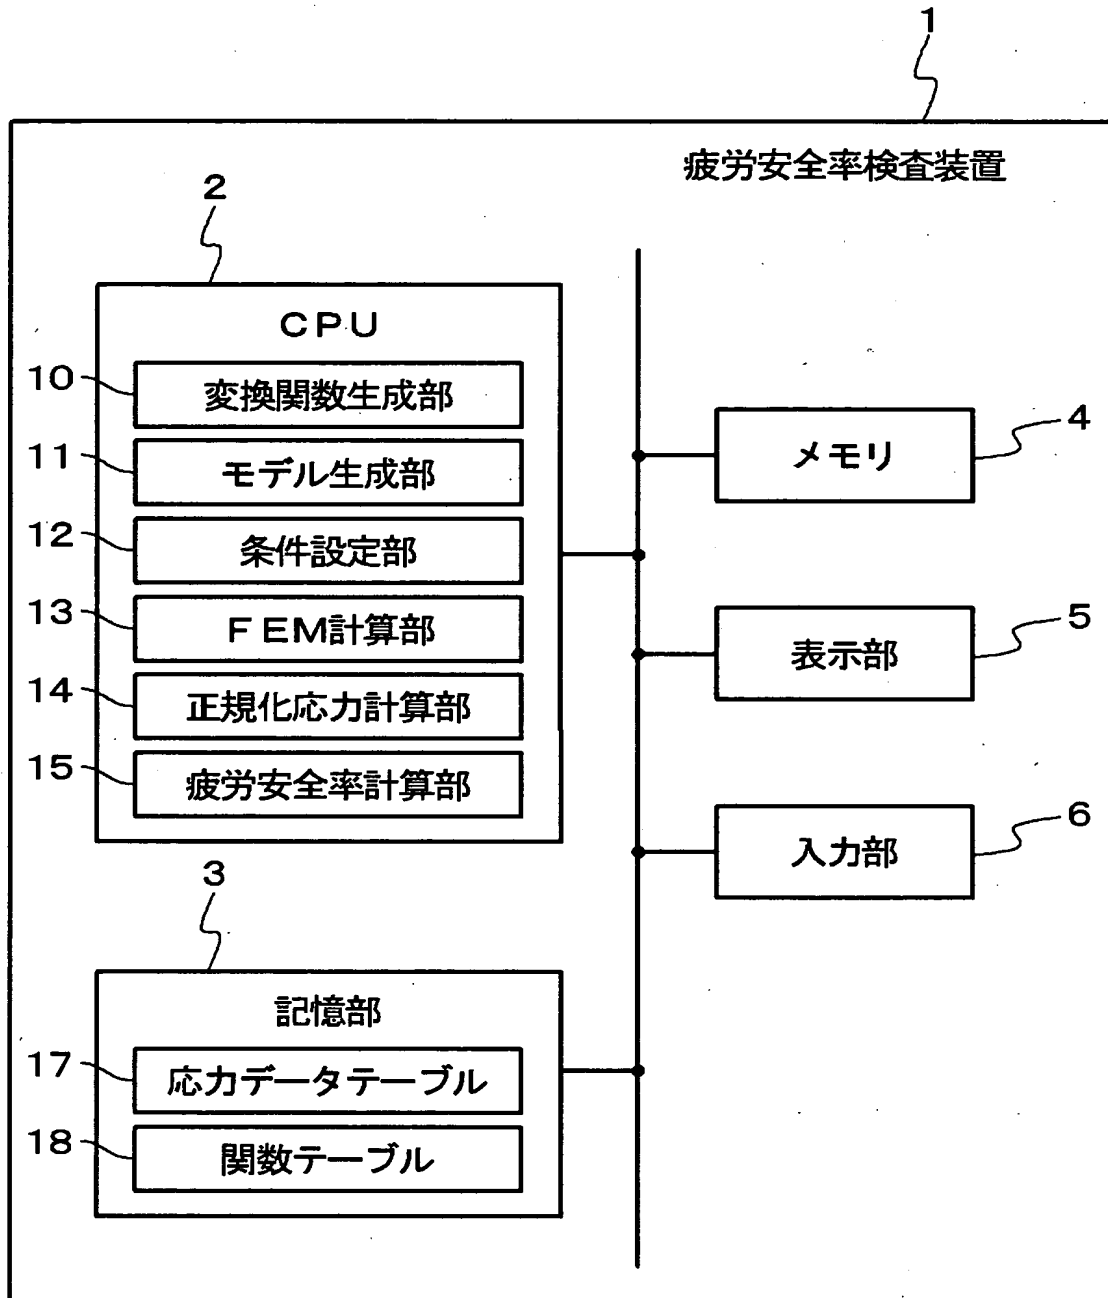 1
疲労安全率検査装置
2
CPU
10
変換関数生成部
11
モデル生成部
12
条件設定部
13
FEM計算部
14
正規化応力計算部
15
疲労安全率計算部
3
記憶部
17
応力データテーブル
18
関数テーブル
4
メモリ
5
表示部
6
入力部